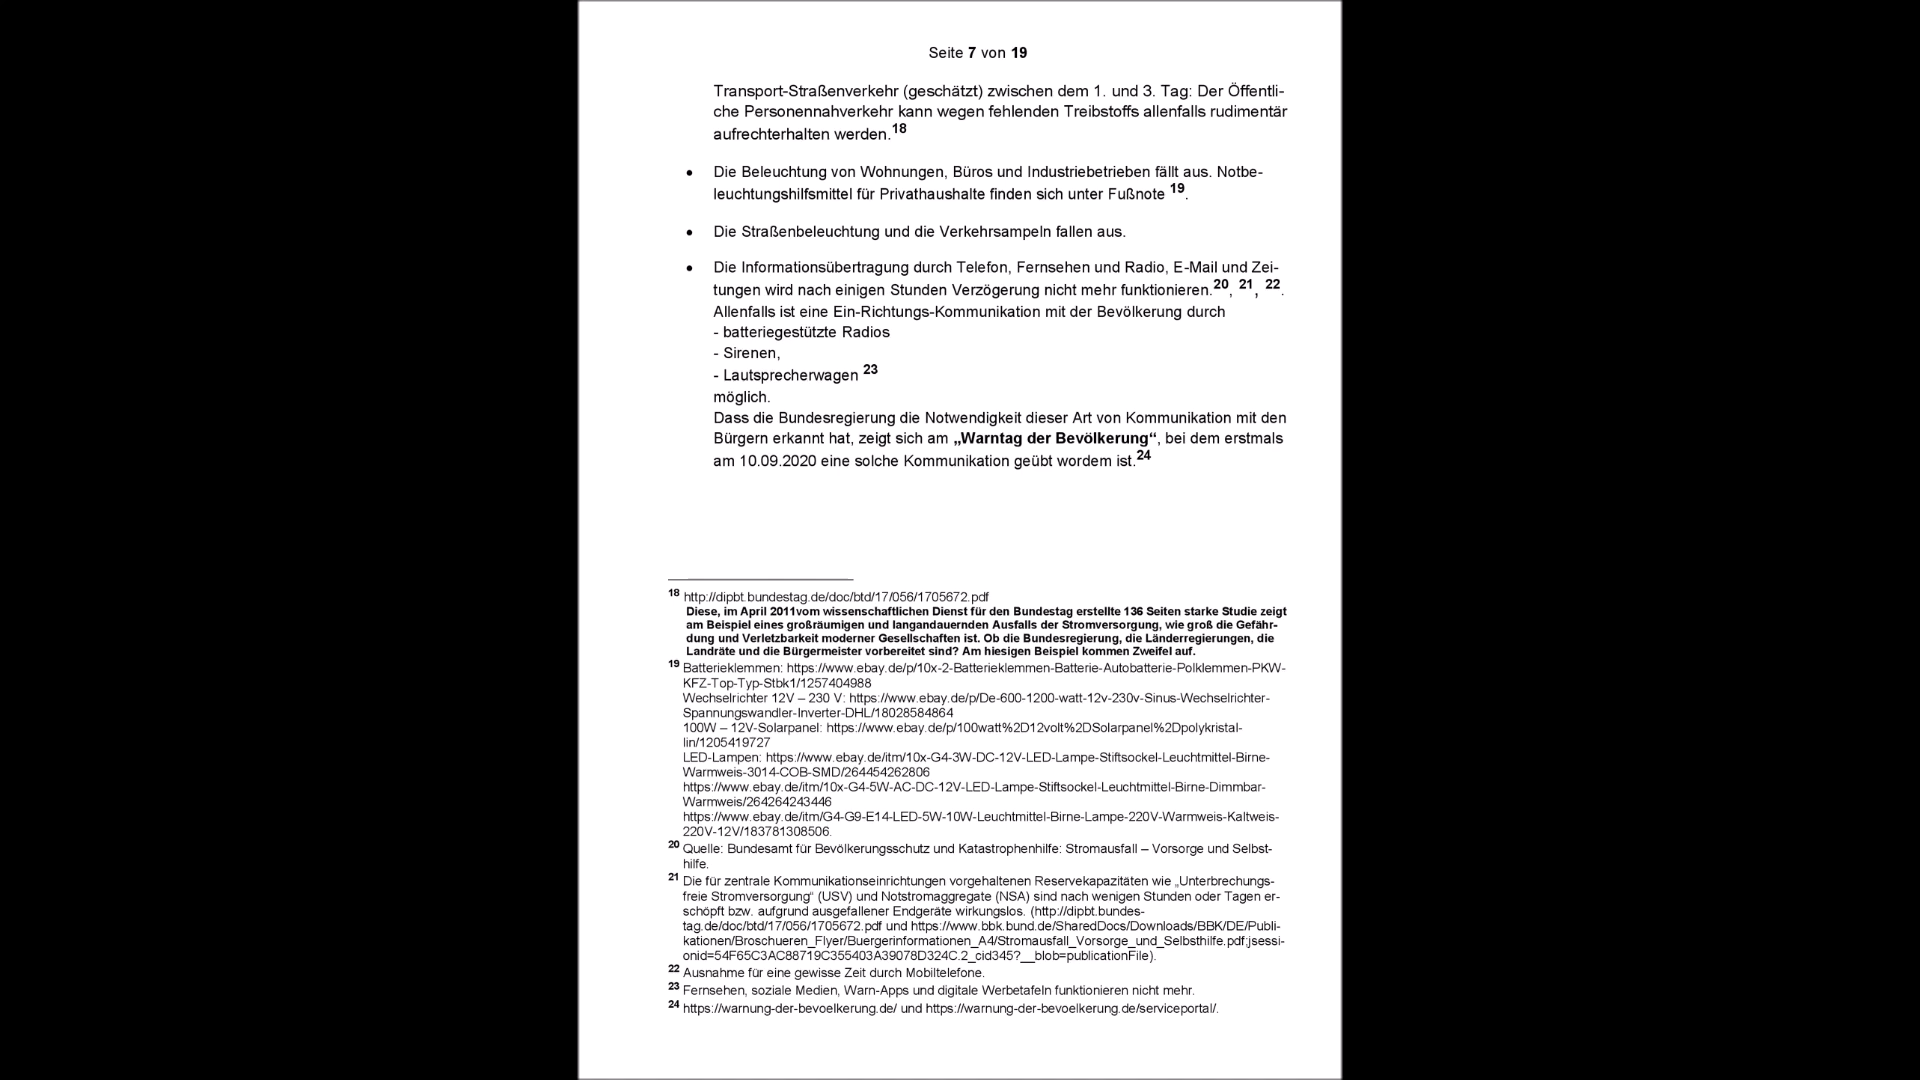 Seite 7 von 19
Transport-Straßenverkehr (geschätzt) zwischen dem 1. und 3. Tag: Der Öffentli-
che Personennahverkehr kann wegen fehlenden Treibstoffs allenfalls rudimentär
aufrechterhalten werden.18
• Die Beleuchtung von Wohnungen, Büros und Industriebetrieben fällt aus. Notbe-
leuchtungshilfsmittel für Privathaushalte finden sich unter Fußnote 19.
• Die Straßenbeleuchtung und die Verkehrsampeln fallen aus.
• Die Informationsübertragung durch Telefon, Fernsehen und Radio, E-Mail und Zei-
tungen wird nach einigen Stunden Verzögerung nicht mehr funktionieren.20, 21, 22.
Allenfalls ist eine Ein-Richtungs-Kommunikation mit der Bevölkerung durch
- batteriegestützte Radios
- Sirenen,
- Lautsprecherwagen 23
möglich.
Dass die Bundesregierung die Notwendigkeit dieser Art von Kommunikation mit den
Bürgern erkannt hat, zeigt sich am „Warntag der Bevölkerung“, bei dem erstmals
am 10.09.2020 eine solche Kommunikation geübt wordem ist.24
18 http://dipbt.bundestag.de/doc/btd/17/056/1705672.pdf
Diese, im April 2011vom wissenschaftlichen Dienst für den Bundestag erstellte 136 Seiten starke Studie zeigt
am Beispiel eines großräumigen und langandauernden Ausfalls der Stromversorgung, wie groß die Gefähr-
dung und Verletzbarkeit moderner Gesellschaften ist. Ob die Bundesregierung, die Länderregierungen, die
Landräte und die Bürgermeister vorbereitet sind? Am hiesigen Beispiel kommen Zweifel auf.
19 Batterieklemmen: https://www.ebay.de/p/10x-2-Batterieklemmen-Batterie-Autobatterie-Polklemmen-PKW-
KFZ-Top-Typ-Stbk1/1257404988
Wechselrichter 12V – 230 V: https://www.ebay.de/p/De-600-1200-watt-12v-230v-Sinus-Wechselrichter-
Spannungswandler-Inverter-DHL/18028584864
100W – 12V-Solarpanel: https://www.ebay.de/p/100watt%2D12volt%2DSolarpanel%2Dpolykristal-
lin/1205419727
LED-Lampen: https://www.ebay.de/itm/10x-G4-3W-DC-12V-LED-Lampe-Stiftsockel-Leuchtmittel-Birne-
Warmweis-3014-COB-SMD/264454262806
https://www.ebay.de/itm/10x-G4-5W-AC-DC-12V-LED-Lampe-Stiftsockel-Leuchtmittel-Birne-Dimmbar-
Warmweis/264264243446
https://www.ebay.de/itm/G4-G9-E14-LED-5W-10W-Leuchtmittel-Birne-Lampe-220V-Warmweis-Kaltweis-
220V-12V/183781308506.
20 Quelle: Bundesamt für Bevölkerungsschutz und Katastrophenhilfe: Stromausfall – Vorsorge und Selbst-
hilfe.
21 Die für zentrale Kommunikationseinrichtungen vorgehaltenen Reservekapazitäten wie „Unterbrechungs-
freie Stromversorgung“ (USV) und Notstromaggregate (NSA) sind nach wenigen Stunden oder Tagen er-
schöpft bzw. aufgrund ausgefallener Endgeräte wirkungslos. (http://dipbt.bundes-
tag.de/doc/btd/17/056/1705672.pdf und https://www.bbk.bund.de/SharedDocs/Downloads/BBK/DE/Publi-
kationen/Broschueren_Flyer/Buergerinformationen_A4/Stromausfall_Vorsorge_und_Selbsthilfe.pdf;jsessi-
onid=54F65C3AC88719C355403A39078D324C.2_cid345?__blob=publicationFile).
22 Ausnahme für eine gewisse Zeit durch Mobiltelefone.
23 Fernsehen, soziale Medien, Warn-Apps und digitale Werbetafeln funktionieren nicht mehr.
24 https://warnung-der-bevoelkerung.de/ und https://warnung-der-bevoelkerung.de/serviceportal/.